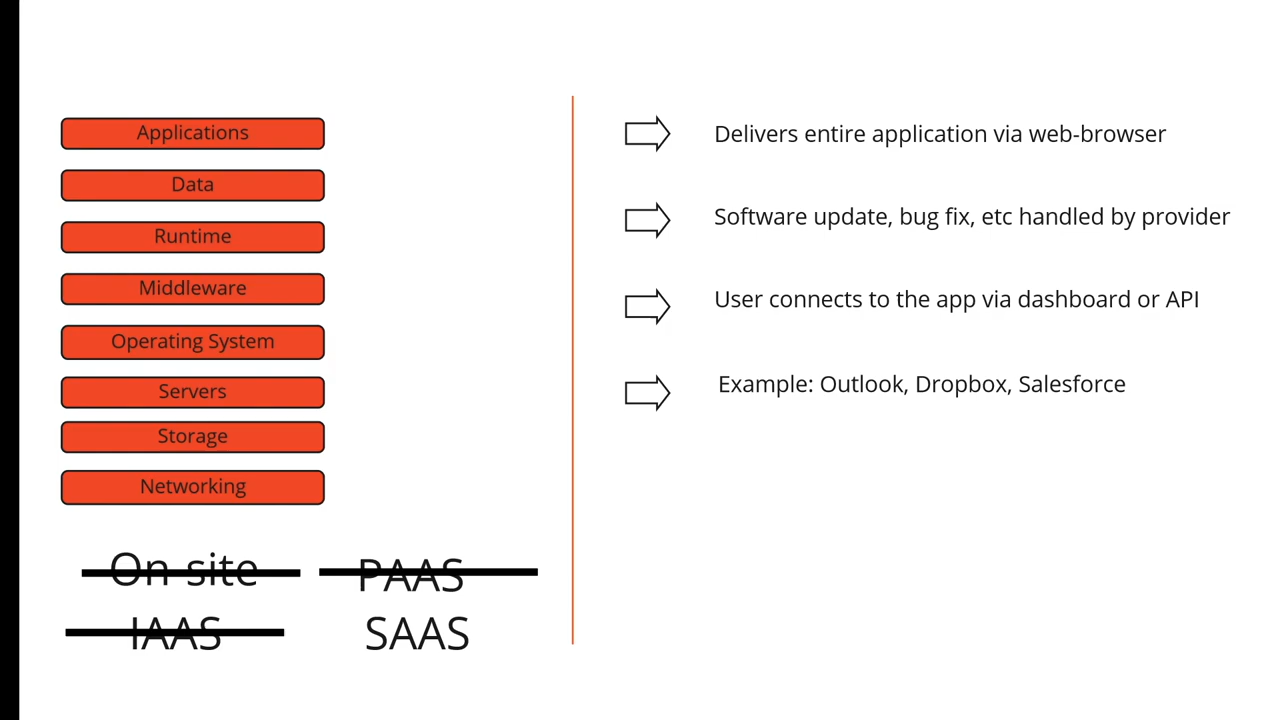 Applications
Data
Runtime
Middleware
Operating System
Servers
Storage
Networking
On site
PAAS
IAAS
SAAS
Delivers entire application via web-browser
Software update, bug fix, etc handled by provider
User connects to the app via dashboard or API
Example: Outlook, Dropbox, Salesforce